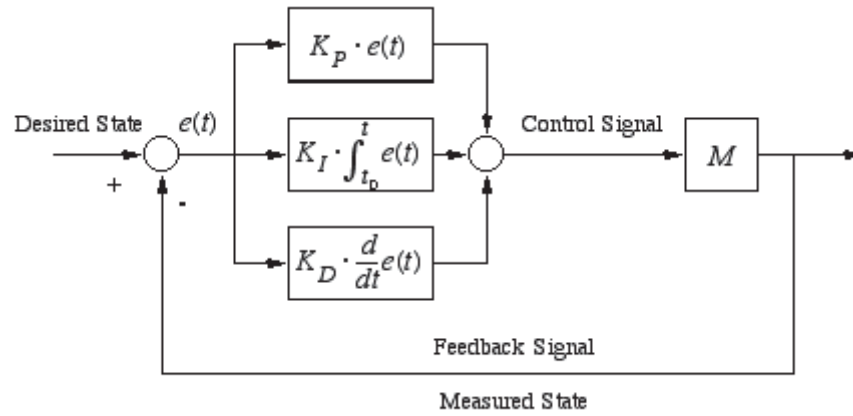 K_P · e(t)
Desired State
e(t)
+
-
K_I · ∫_{t_0}^{t} e(t)
Control Signal
M
K_D · d/dt e(t)
Feedback Signal
Measured State